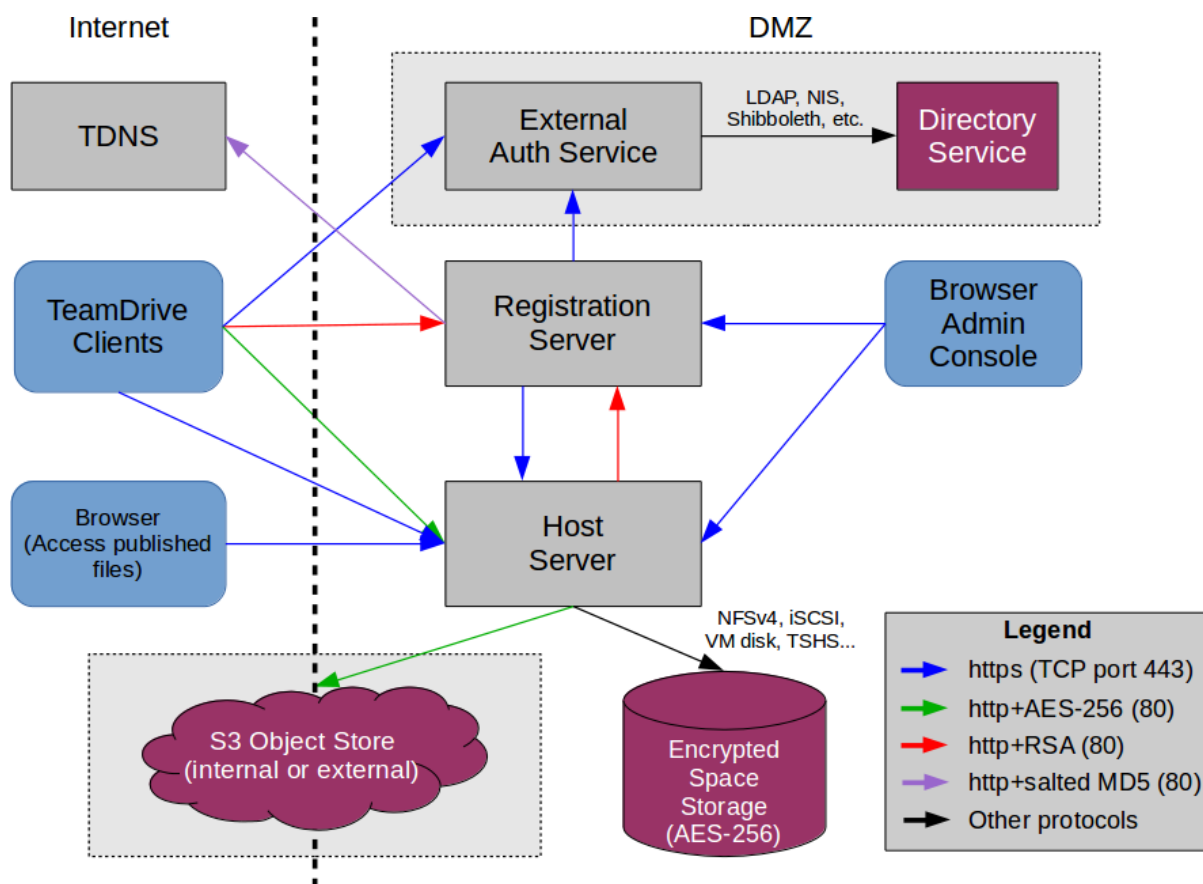 Internet
DMZ
TDNS
External
Auth Service
LDAP, NIS,
Shibboleth, etc.
Directory
Service
TeamDrive
Clients
Registration
Server
Browser
Admin
Console
Browser
(Access published
files)
Host
Server
NFSv4, iSCSI,
VM disk, TSHS...
S3 Object Store
(internal or external)
Encrypted
Space
Storage
(AES-256)
Legend
https (TCP port 443)
http+AES-256 (80)
http+RSA (80)
http+salted MD5 (80)
Other protocols